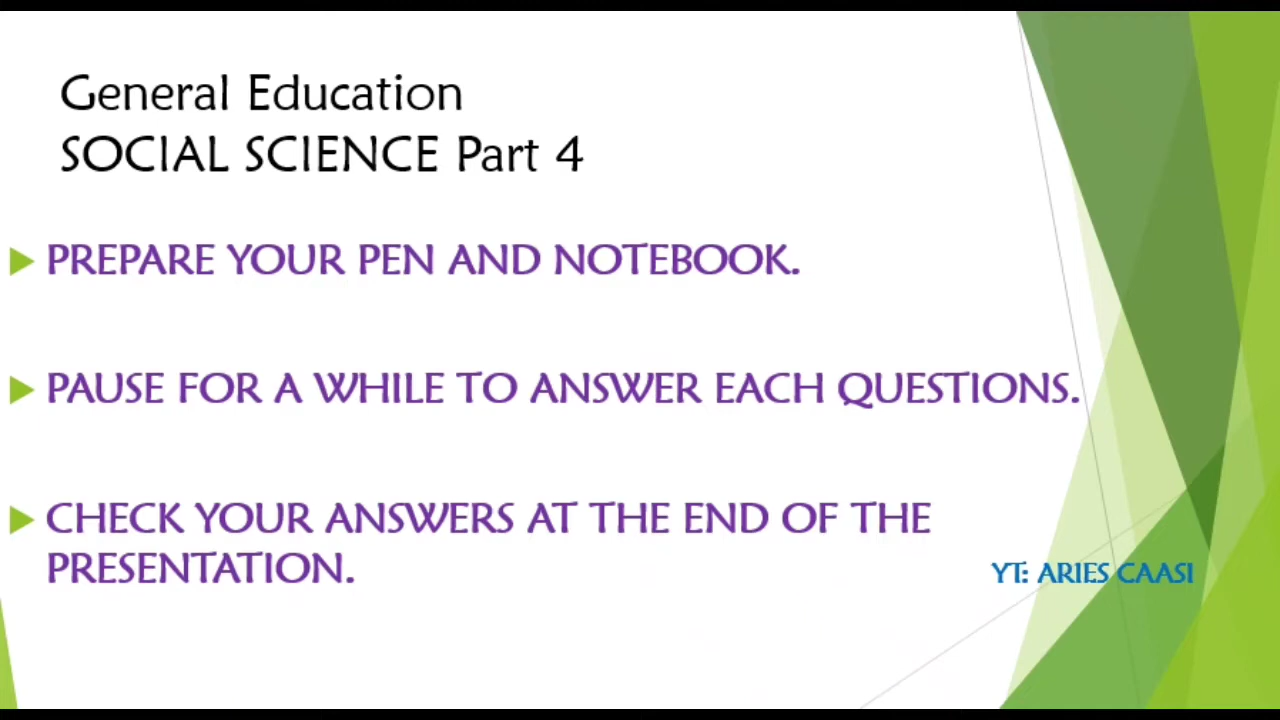 General Education
SOCIAL SCIENCE Part 4
PREPARE YOUR PEN AND NOTEBOOK.
PAUSE FOR A WHILE TO ANSWER EACH QUESTIONS.
CHECK YOUR ANSWERS AT THE END OF THE
PRESENTATION.
YT: ARIES CAASI